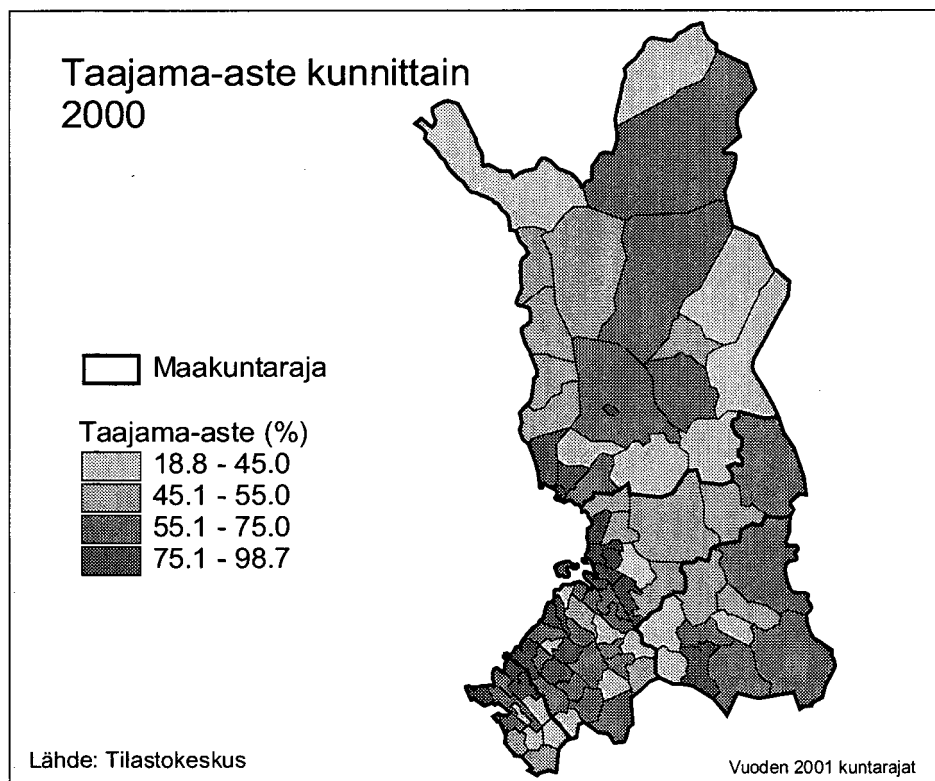 Taajama-aste kunnittain
2000
Maakuntaraja
Taajama-aste (%)
18.8 - 45.0
45.1 - 55.0
55.1 - 75.0
75.1 - 98.7
Lähde: Tilastokeskus
Vuoden 2001 kuntarajat